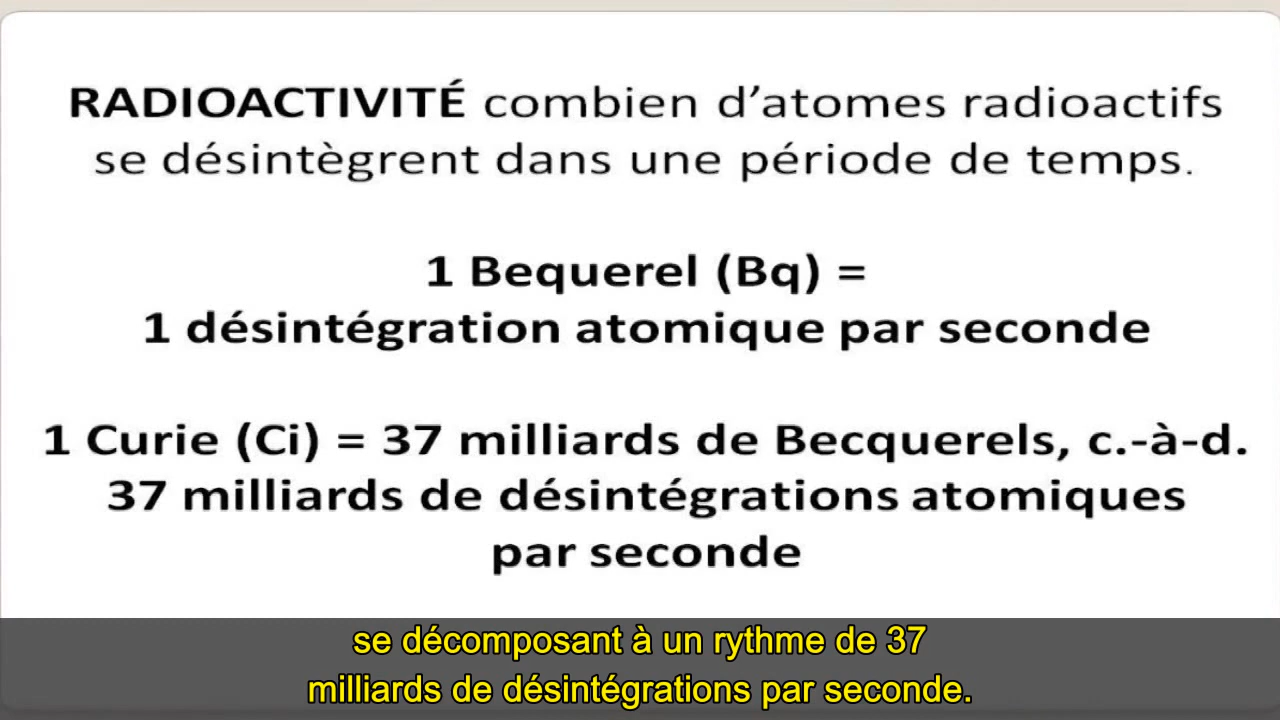 RADIOACTIVITÉ combien d’atomes radioactifs
se désintègrent dans une période de temps.
1 Bequerel (Bq) =
1 désintégration atomique par seconde
1 Curie (Ci) = 37 milliards de Becquerels, c.-à-d.
37 milliards de désintégrations atomiques
par seconde
se décomposant à un rythme de 37
milliards de désintégrations par seconde.